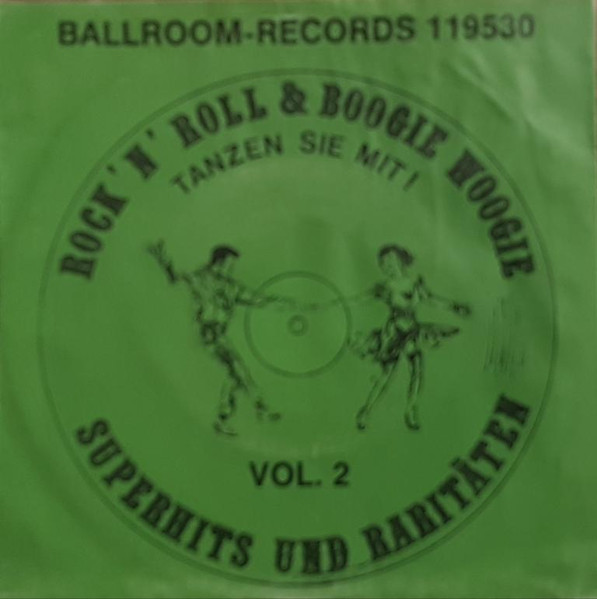 BALLROOM-RECORDS 119530
ROCK'N' ROLL & BOOGIE WOOGIE
TANZEN SIE MIT!
VOL. 2
SUPERHITS UND RARITÄTEN